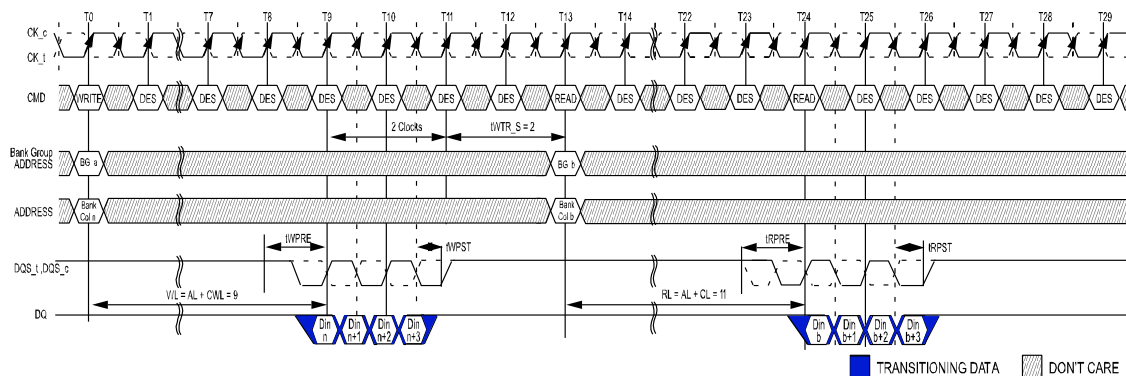 T0 T1 T7 T8 T9 T10 T11 T12 T13 T14 T22 T23 T24 T25 T26 T27 T28 T29
CK_c
CK_t
CMD WRITE DES DES DES DES DES DES DES READ DES DES DES READ DES DES DES DES DES
2 Clocks tWTR_S = 2
Bank Group
ADDRESS BG a BG b
ADDRESS Bank Col n Bank Col b
tWPRE tWPST tRPRE tRPST
DQS_t ,DQS_c
WL = AL + CWL = 9 RL = AL + CL = 11
DQ Din n Din n+1 Din n+2 Din n+3 Din b Din b+1 Din b+2 Din b+3
TRANSITIONING DATA DON'T CARE